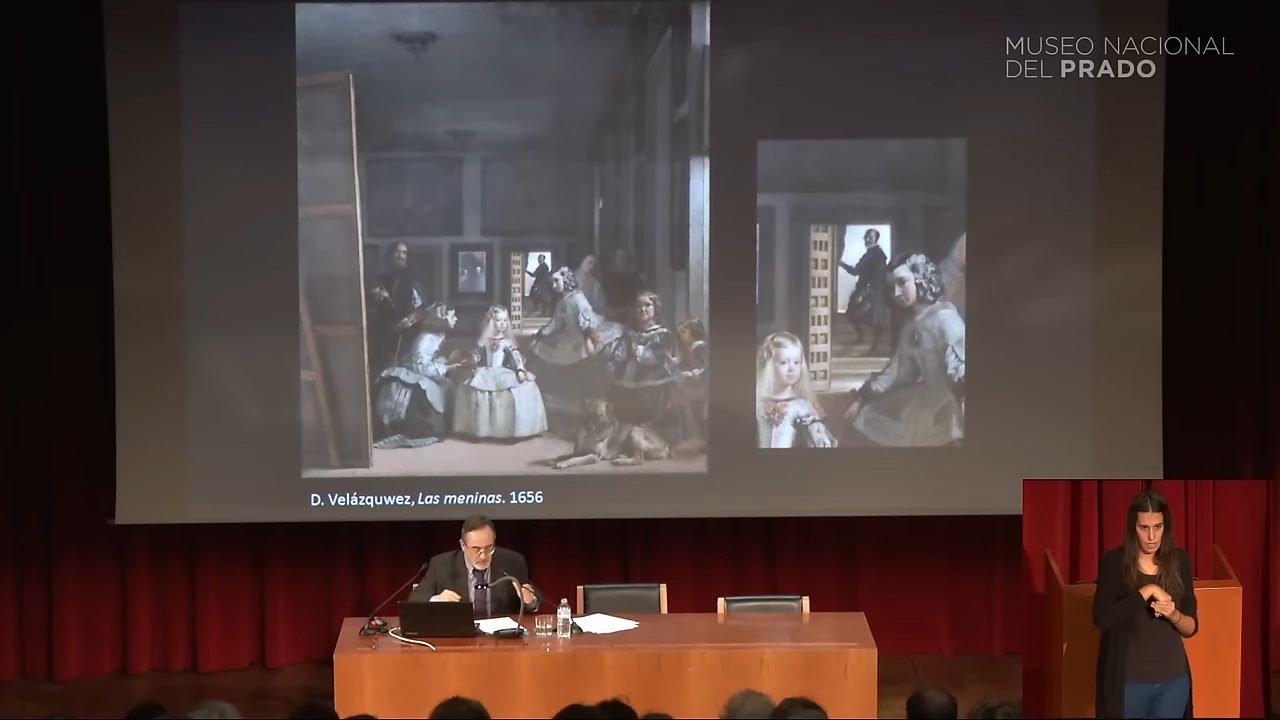 MUSEO NACIONAL
DEL PRADO
D. Velázquwez, Las meninas. 1656